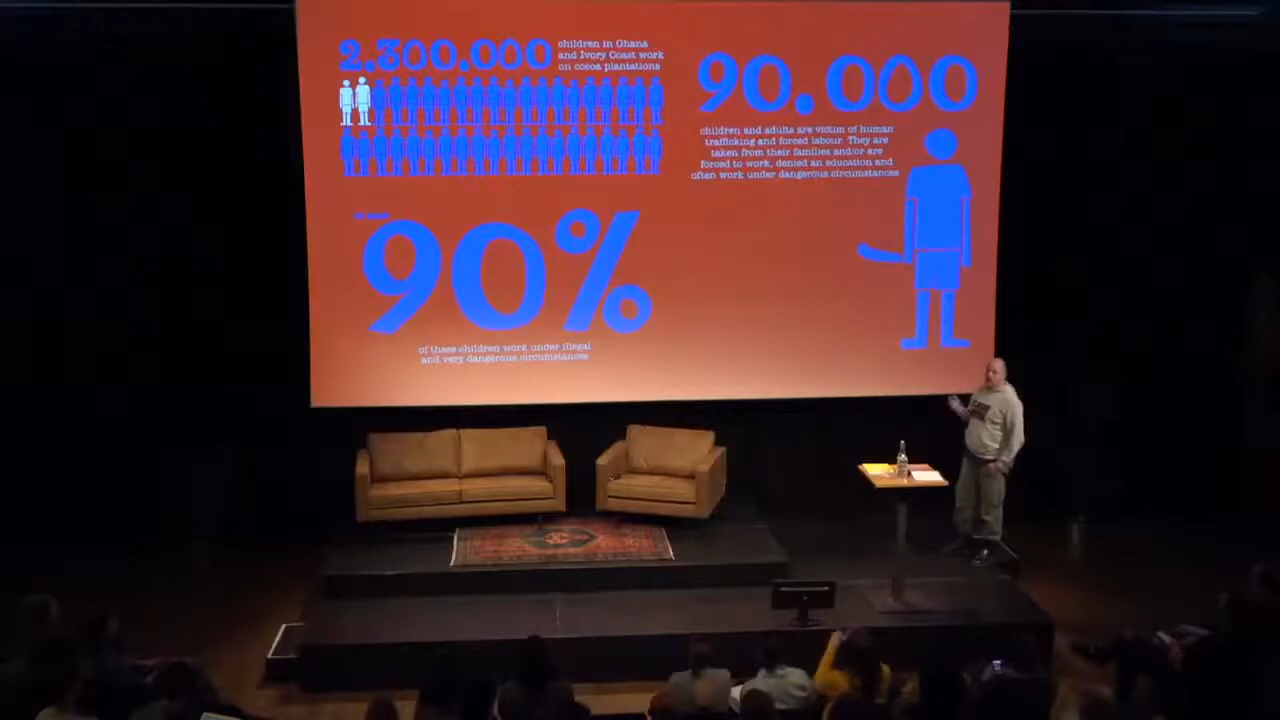 2.300.000
children in Ghana
and Ivory Coast work
on cocoa plantations
90%
of these children work under illegal
and very dangerous circumstances
90.000
children and adults are victim of human
trafficking and forced labour. They are
taken from their families and/or are
forced to work, denied an education and
often work under dangerous circumstances